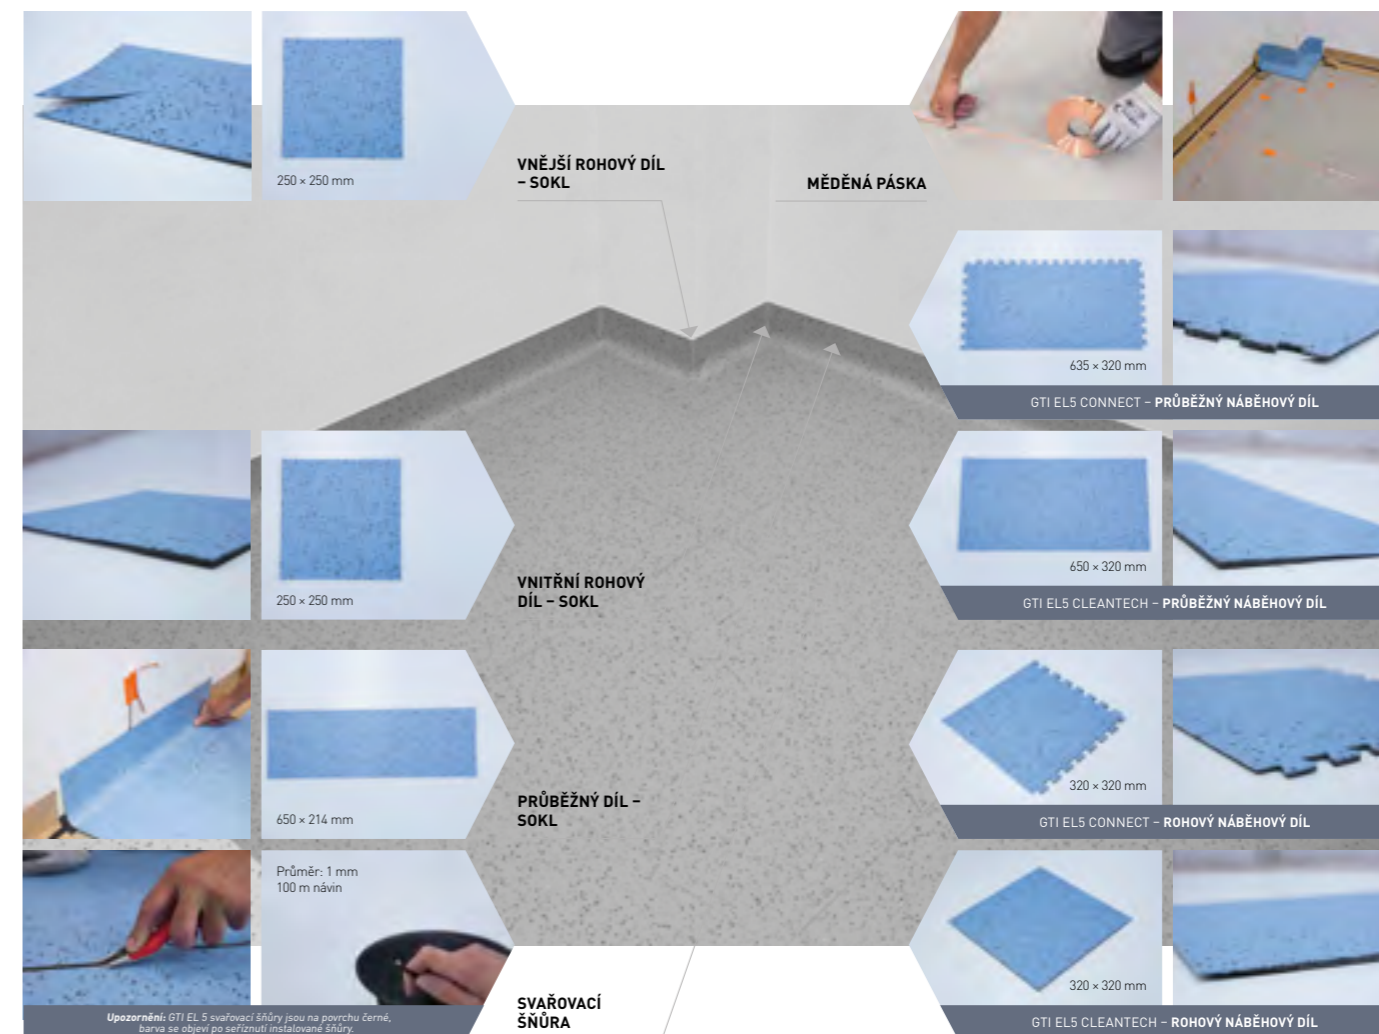 250 × 250 mm
VNĚJŠÍ ROHOVÝ DÍL
– SOKL
MĚDĚNÁ PÁSKA
635 × 320 mm
GTI EL5 CONNECT – PRŮBĚŽNÝ NÁBĚHOVÝ DÍL
250 × 250 mm
VNITŘNÍ ROHOVÝ
DÍL – SOKL
650 × 320 mm
GTI EL5 CLEANTECH – PRŮBĚŽNÝ NÁBĚHOVÝ DÍL
650 × 214 mm
PRŮBĚŽNÝ DÍL –
SOKL
320 × 320 mm
GTI EL5 CONNECT – ROHOVÝ NÁBĚHOVÝ DÍL
Průměr: 1 mm
100 m návin
Upozornění: GTI EL 5 svařovací šňůry jsou na povrchu černé,
barva se objeví po seříznutí instalované šňůry.
SVAŘOVACÍ
ŠŇŮRA
320 × 320 mm
GTI EL5 CLEANTECH – ROHOVÝ NÁBĚHOVÝ DÍL